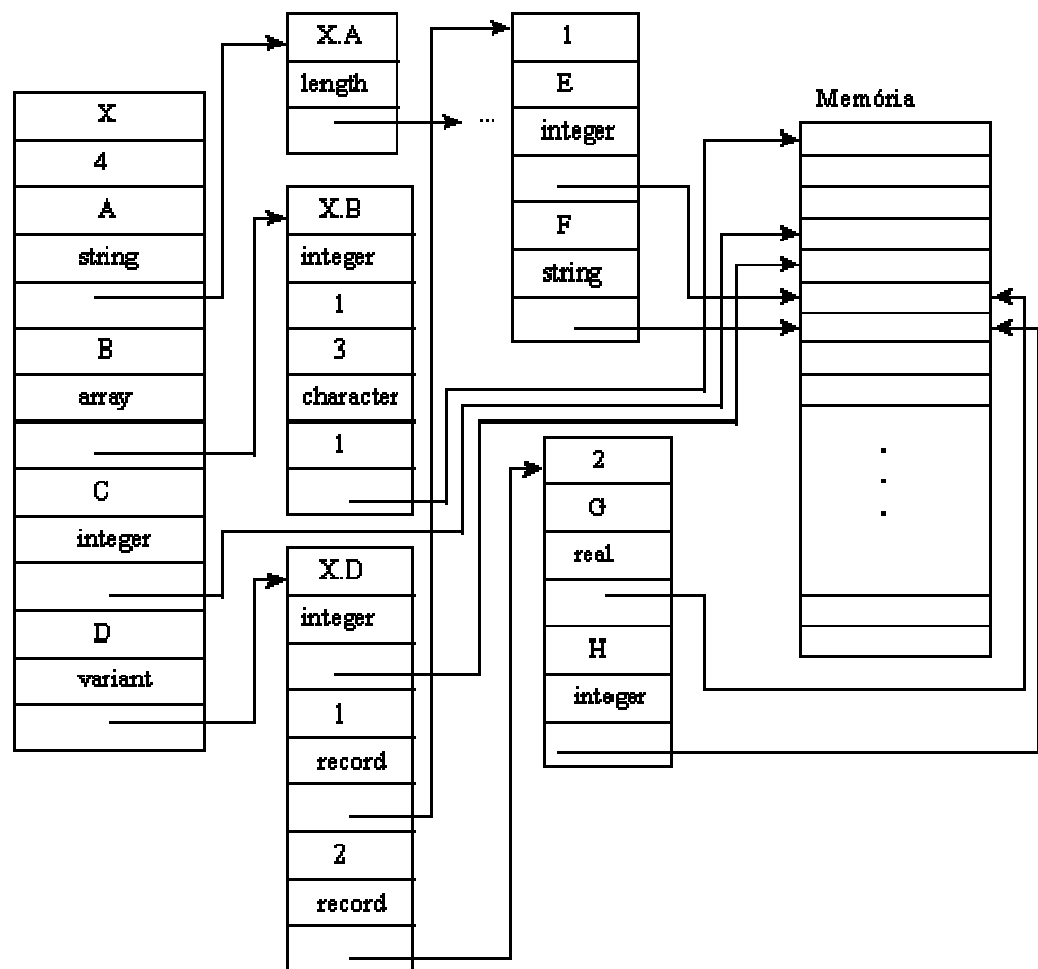 X
4
A
string
B
array
C
integer
D
variant
X.A
length
...
X.B
integer
1
3
character
1
X.D
integer
1
record
2
record
1
E
integer
F
string
2
G
real
H
integer
Memória